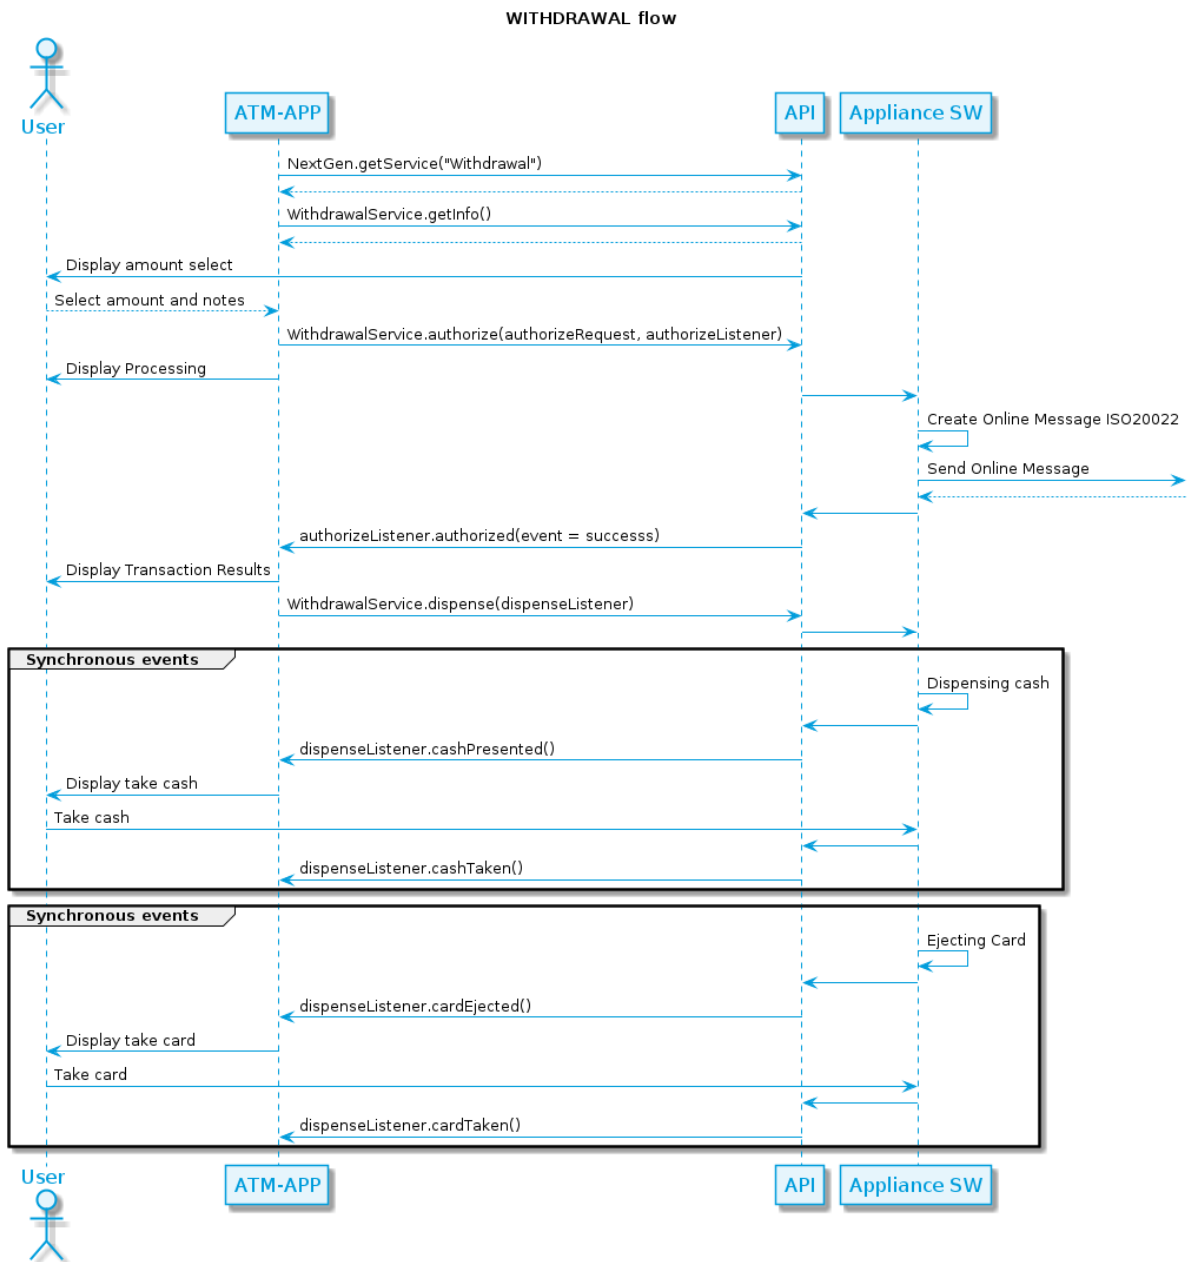 WITHDRAWAL flow
User
ATM-APP
API
Appliance SW
NextGen.getService("Withdrawal")
WithdrawalService.getInfo()
Display amount select
Select amount and notes
WithdrawalService.authorize(authorizeRequest, authorizeListener)
Display Processing
Create Online Message ISO20022
Send Online Message
authorizeListener.authorized(event = successs)
Display Transaction Results
WithdrawalService.dispense(dispenseListener)
Synchronous events
Dispensing cash
dispenseListener.cashPresented()
Display take cash
Take cash
dispenseListener.cashTaken()
Synchronous events
Ejecting Card
dispenseListener.cardEjected()
Display take card
Take card
dispenseListener.cardTaken()
User
ATM-APP
API
Appliance SW